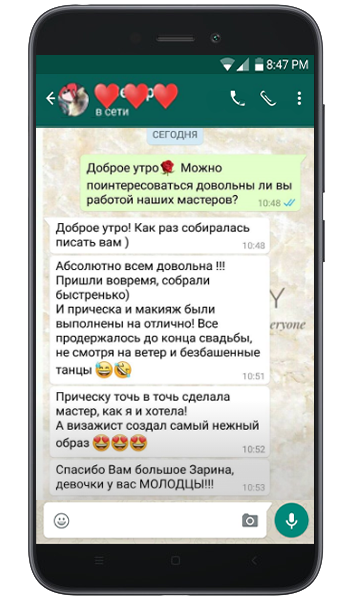 8:47 PM
в сети
СЕГОДНЯ
Доброе утро🌹 Можно
поинтересоваться довольны ли вы
работой наших мастеров?
10:48
Доброе утро! Как раз собиралась
писать вам )
10:48
Абсолютно всем довольна !!!
Пришли вовремя, собрали
быстренько)
И прическа и макияж были
выполнены на отлично! Все
продержалось до конца свадьбы,
не смотря на ветер и безбашенные
танцы 😅🤣
10:51
Y
eryone
Прическу точь в точь сделала
мастер, как я и хотела!
А визажист создал самый нежный
образ 😍😍😍
10:52
Спасибо Вам большое Зарина,
девочки у вас МОЛОДЦЫ!!!
10:53